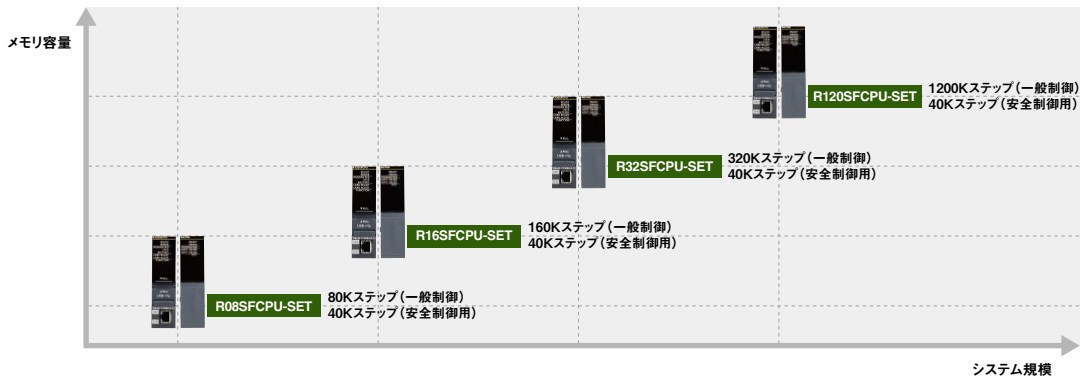 メモリ容量
R120SFCPU-SET
1200Kステップ（一般制御）
40Kステップ（安全制御用）
R32SFCPU-SET
320Kステップ（一般制御）
40Kステップ（安全制御用）
R16SFCPU-SET
160Kステップ（一般制御）
40Kステップ（安全制御用）
R08SFCPU-SET
80Kステップ（一般制御）
40Kステップ（安全制御用）
システム規模